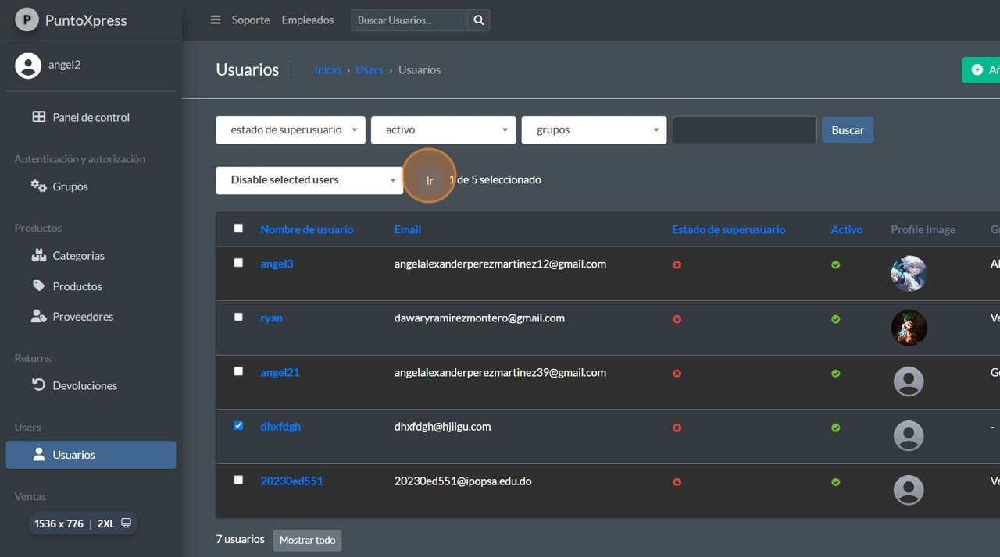 P PuntoXpress
Soporte Empleados Buscar Usuarios...
angel2
Usuarios Inicio › Users › Usuarios
Panel de control
estado de superusuario activo grupos Buscar
Autenticación y autorización
Grupos
Disable selected users Ir 1 de 5 seleccionado
Productos
Categorias
Productos
Proveedores
Returns
Devoluciones
Users
Usuarios
Ventas
1536 x 776 | 2XL
Nombre de usuario Email Estado de superusuario Activo Profile Image
angel3 angelalexanderperezmartinez12@gmail.com
ryan dawaryramirezmontero@gmail.com
angel21 angelalexanderperezmartinez39@gmail.com
dhxfdgh dhxfdgh@hjiigu.com -
20230ed551 20230ed551@ipopsa.edu.do
7 usuarios Mostrar todo